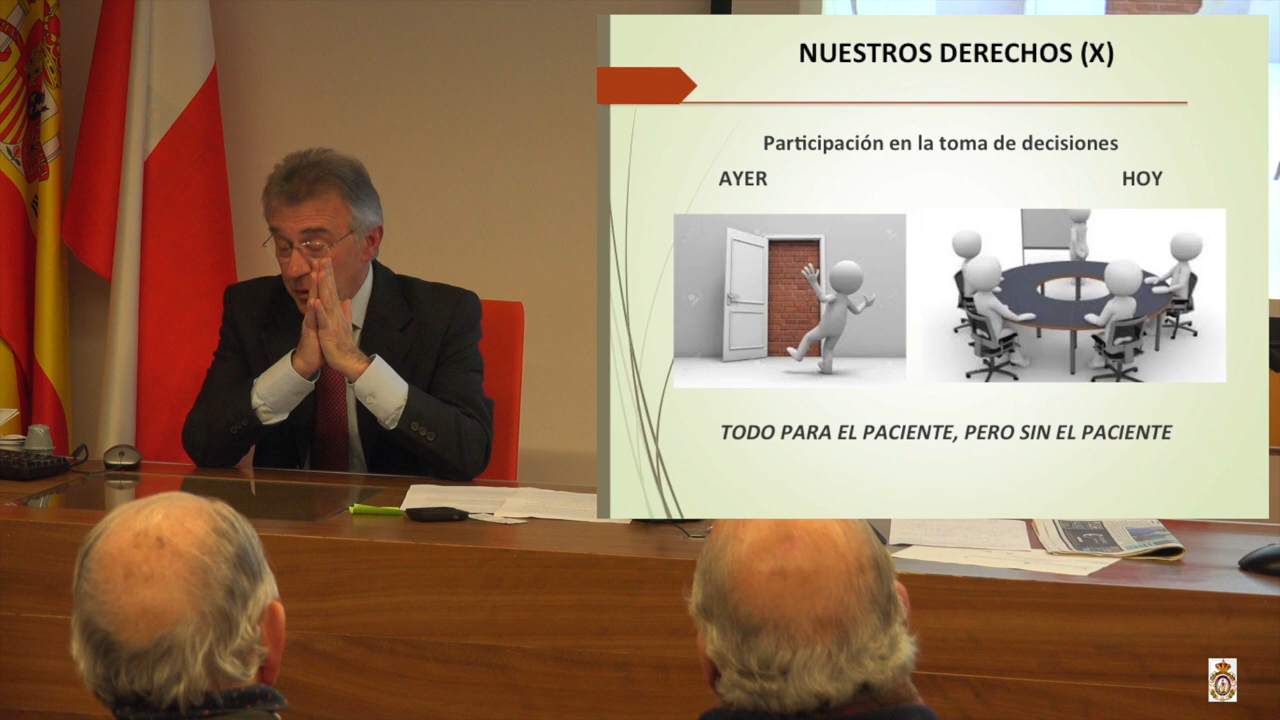 NUESTROS DERECHOS (X)
Participación en la toma de decisiones
AYER
HOY
TODO PARA EL PACIENTE, PERO SIN EL PACIENTE